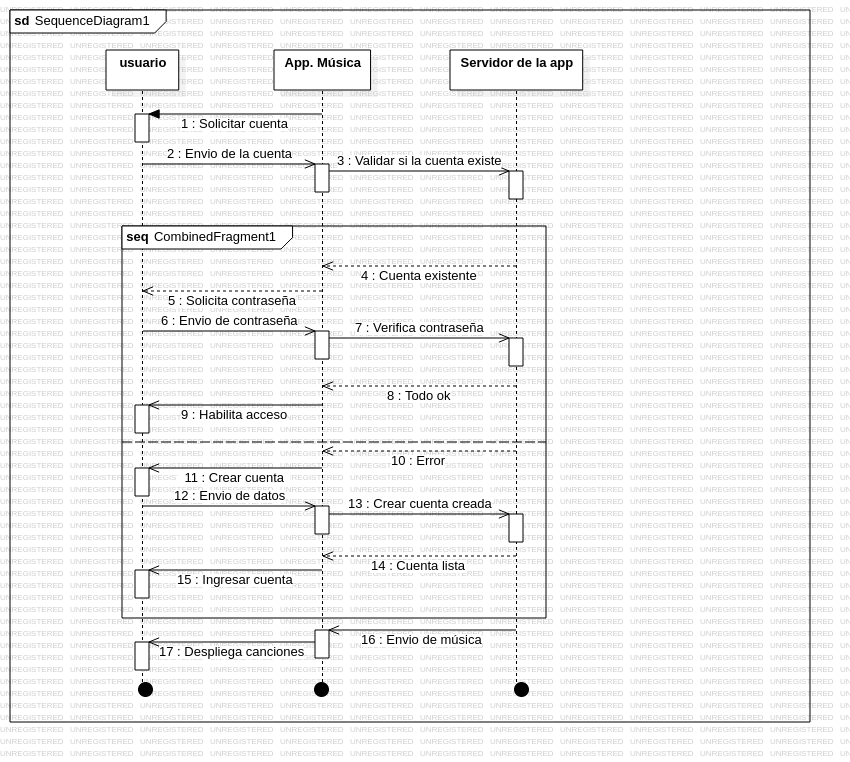 sd SequenceDiagram1
usuario
App. Música
Servidor de la app
1 : Solicitar cuenta
2 : Envio de la cuenta
3 : Validar si la cuenta existe
seq CombinedFragment1
4 : Cuenta existente
5 : Solicita contraseña
6 : Envio de contraseña
7 : Verifica contraseña
8 : Todo ok
9 : Habilita acceso
10 : Error
11 : Crear cuenta
12 : Envio de datos
13 : Crear cuenta creada
14 : Cuenta lista
15 : Ingresar cuenta
16 : Envio de música
17 : Despliega canciones
UNREGISTERED